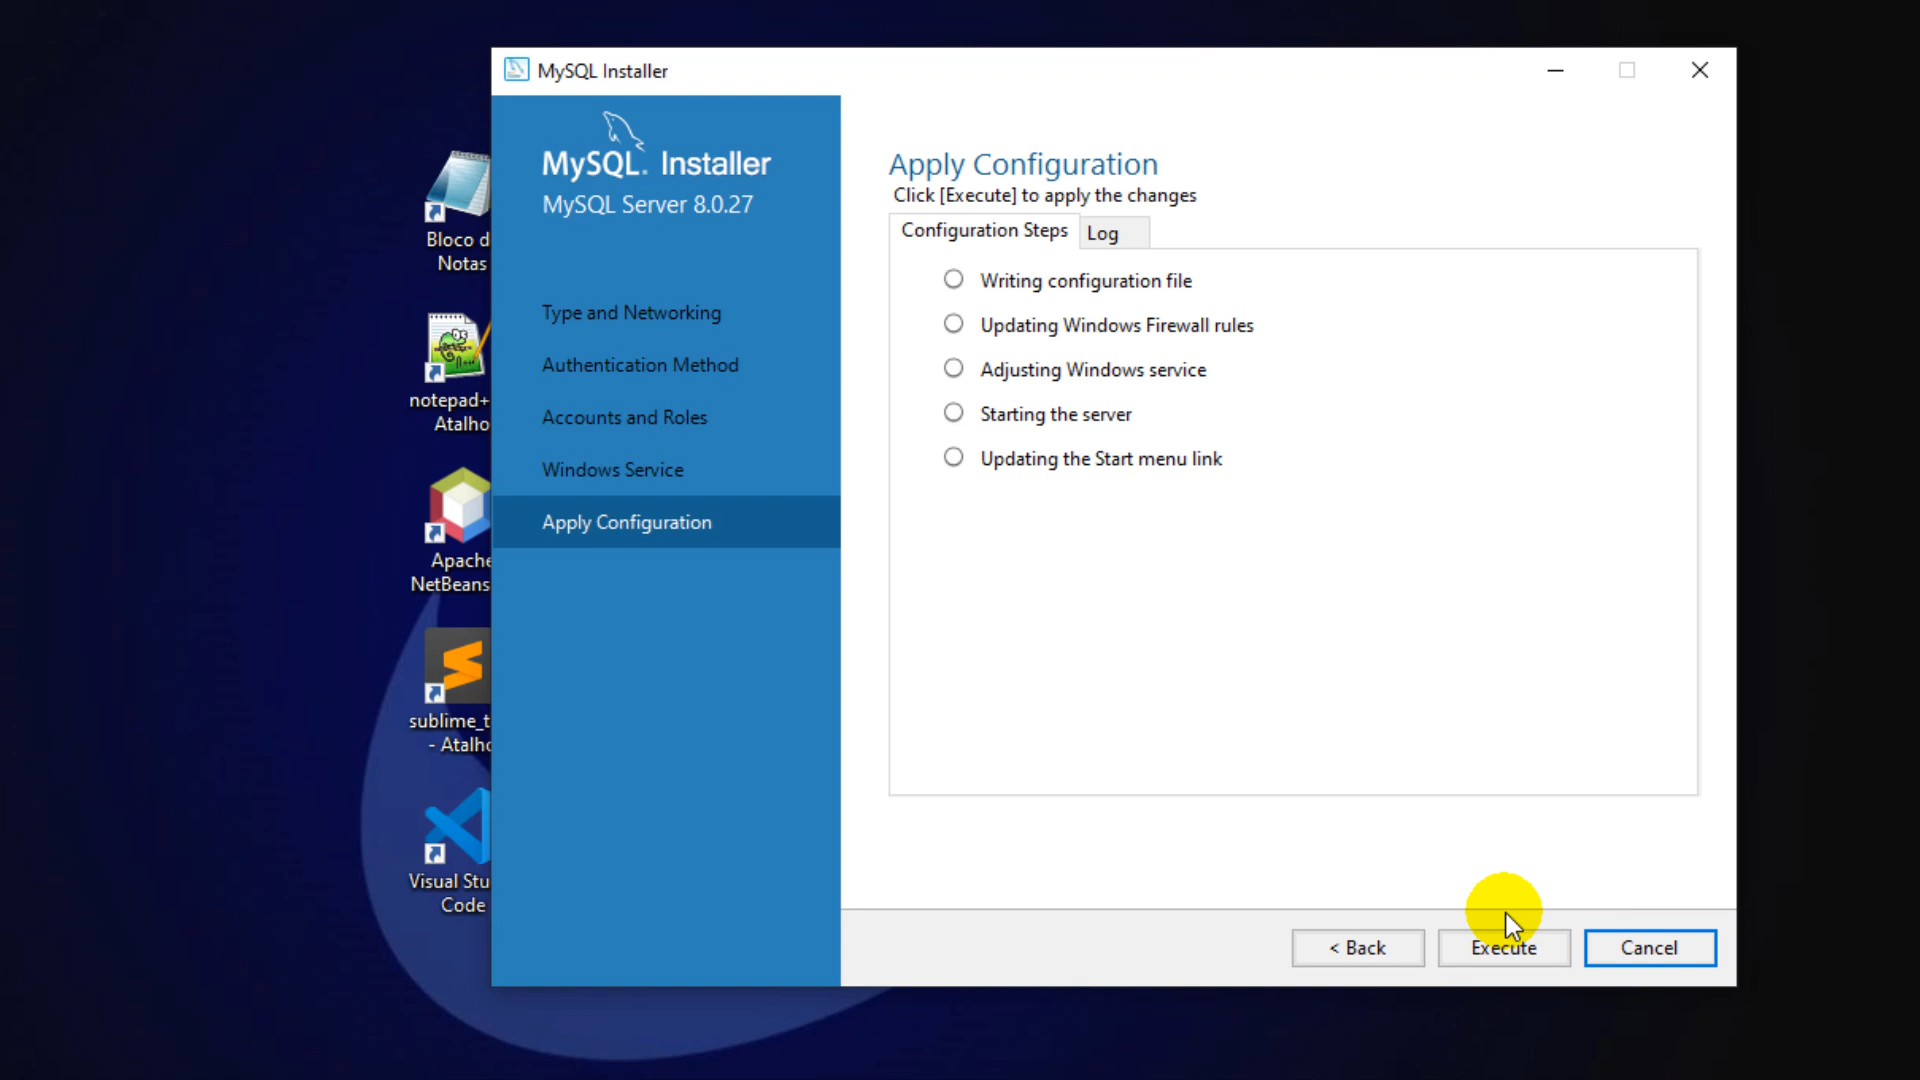 MySQL Installer
MySQL. Installer
MySQL Server 8.0.27
Type and Networking
Authentication Method
Accounts and Roles
Windows Service
Apply Configuration
Apply Configuration
Click [Execute] to apply the changes
Configuration Steps
Log
Writing configuration file
Updating Windows Firewall rules
Adjusting Windows service
Starting the server
Updating the Start menu link
< Back
Execute
Cancel
Bloco d
Notas
notepad+
Atalho
Apache
NetBeans
sublime_t
- Atalho
Visual Stu
Code